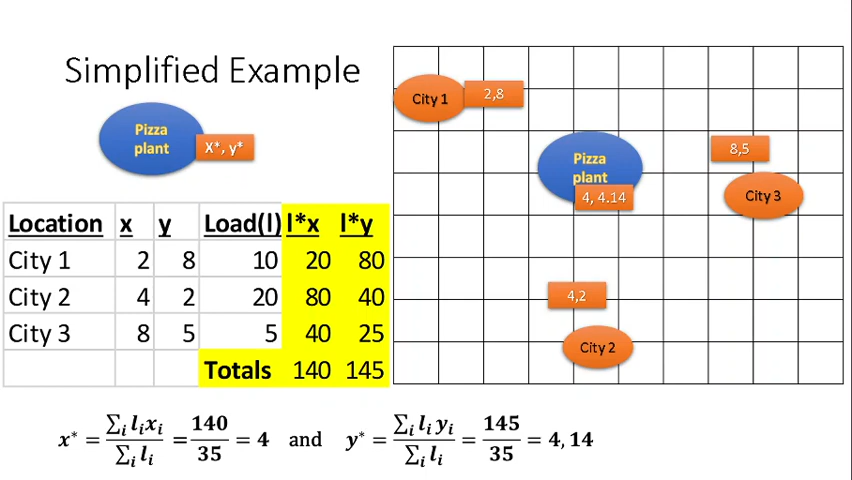 Simplified Example
Pizza
plant
X*, y*
City 1
2,8
Pizza
plant
4, 4.14
8,5
City 3
4,2
City 2
Location x y Load(l) l*x l*y
City 1 2 8 10 20 80
City 2 4 2 20 80 40
City 3 8 5 5 40 25
Totals 140 145
x* = ∑ᵢ lᵢxᵢ / ∑ᵢ lᵢ = 140 / 35 = 4 and y* = ∑ᵢ lᵢ yᵢ / ∑ᵢ lᵢ = 145 / 35 = 4, 14